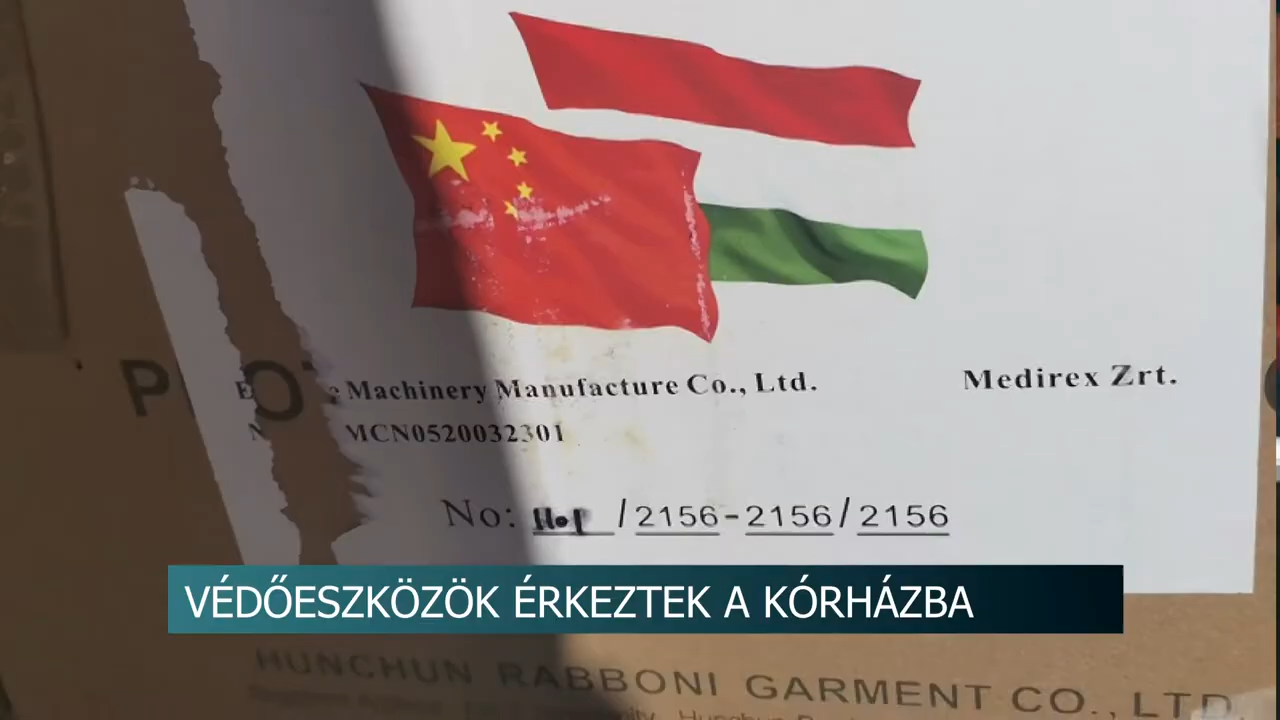 Machinery Manufacture Co., Ltd.
Medirex Zrt.
MCN0520032301
No: /2156-2156/2156
VÉDŐESZKÖZÖK ÉRKEZTEK A KÓRHÁZBA
HUNCHUN RABBONI GARMENT CO., LTD